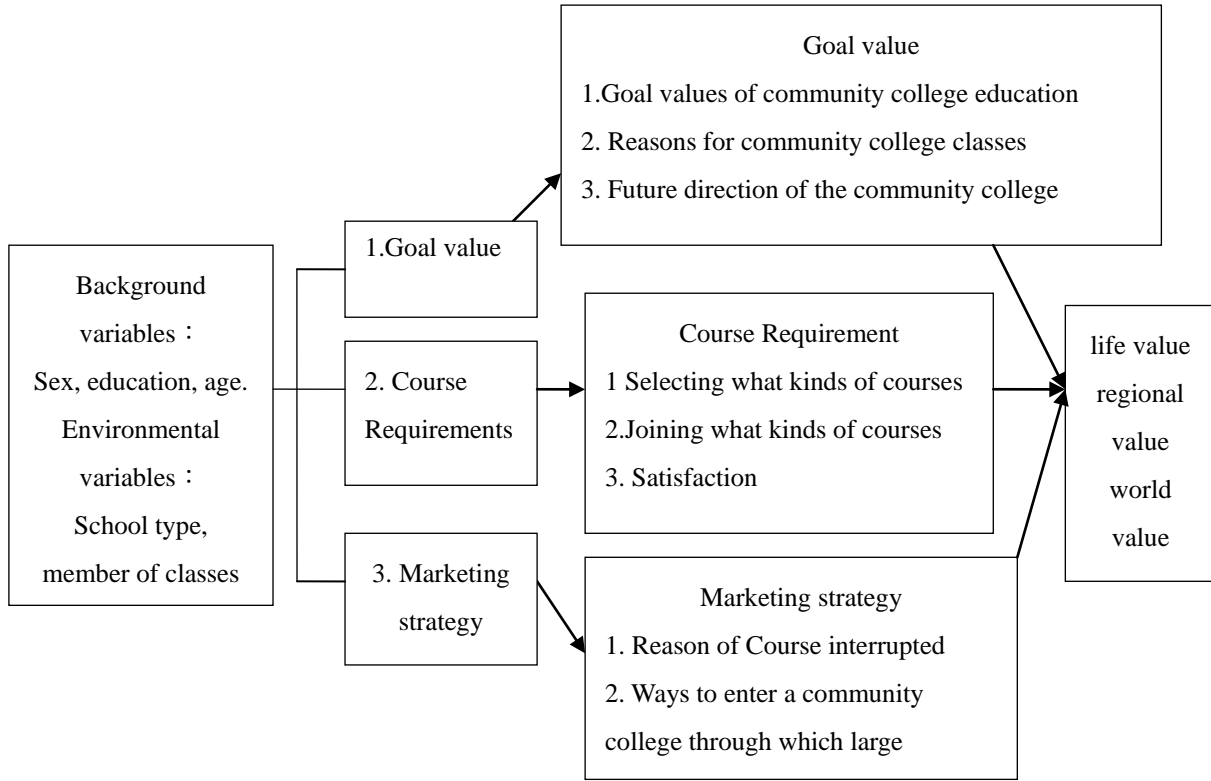 Background
variables：
Sex, education, age.
Environmental
variables：
School type,
member of classes
1.Goal value
2. Course
Requirements
3. Marketing
strategy
Goal value
1.Goal values of community college education
2. Reasons for community college classes
3. Future direction of the community college
Course Requirement
1 Selecting what kinds of courses
2.Joining what kinds of courses
3. Satisfaction
Marketing strategy
1. Reason of Course interrupted
2. Ways to enter a community
college through which large
life value
regional
value
world
value